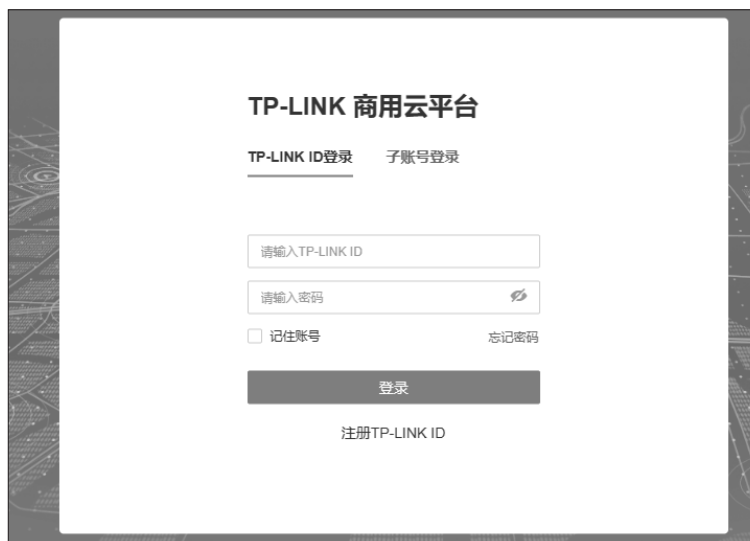 TP-LINK 商用云平台
TP-LINK ID登录 子账号登录
请输入TP-LINK ID
请输入密码
记住账号 忘记密码
登录
注册TP-LINK ID